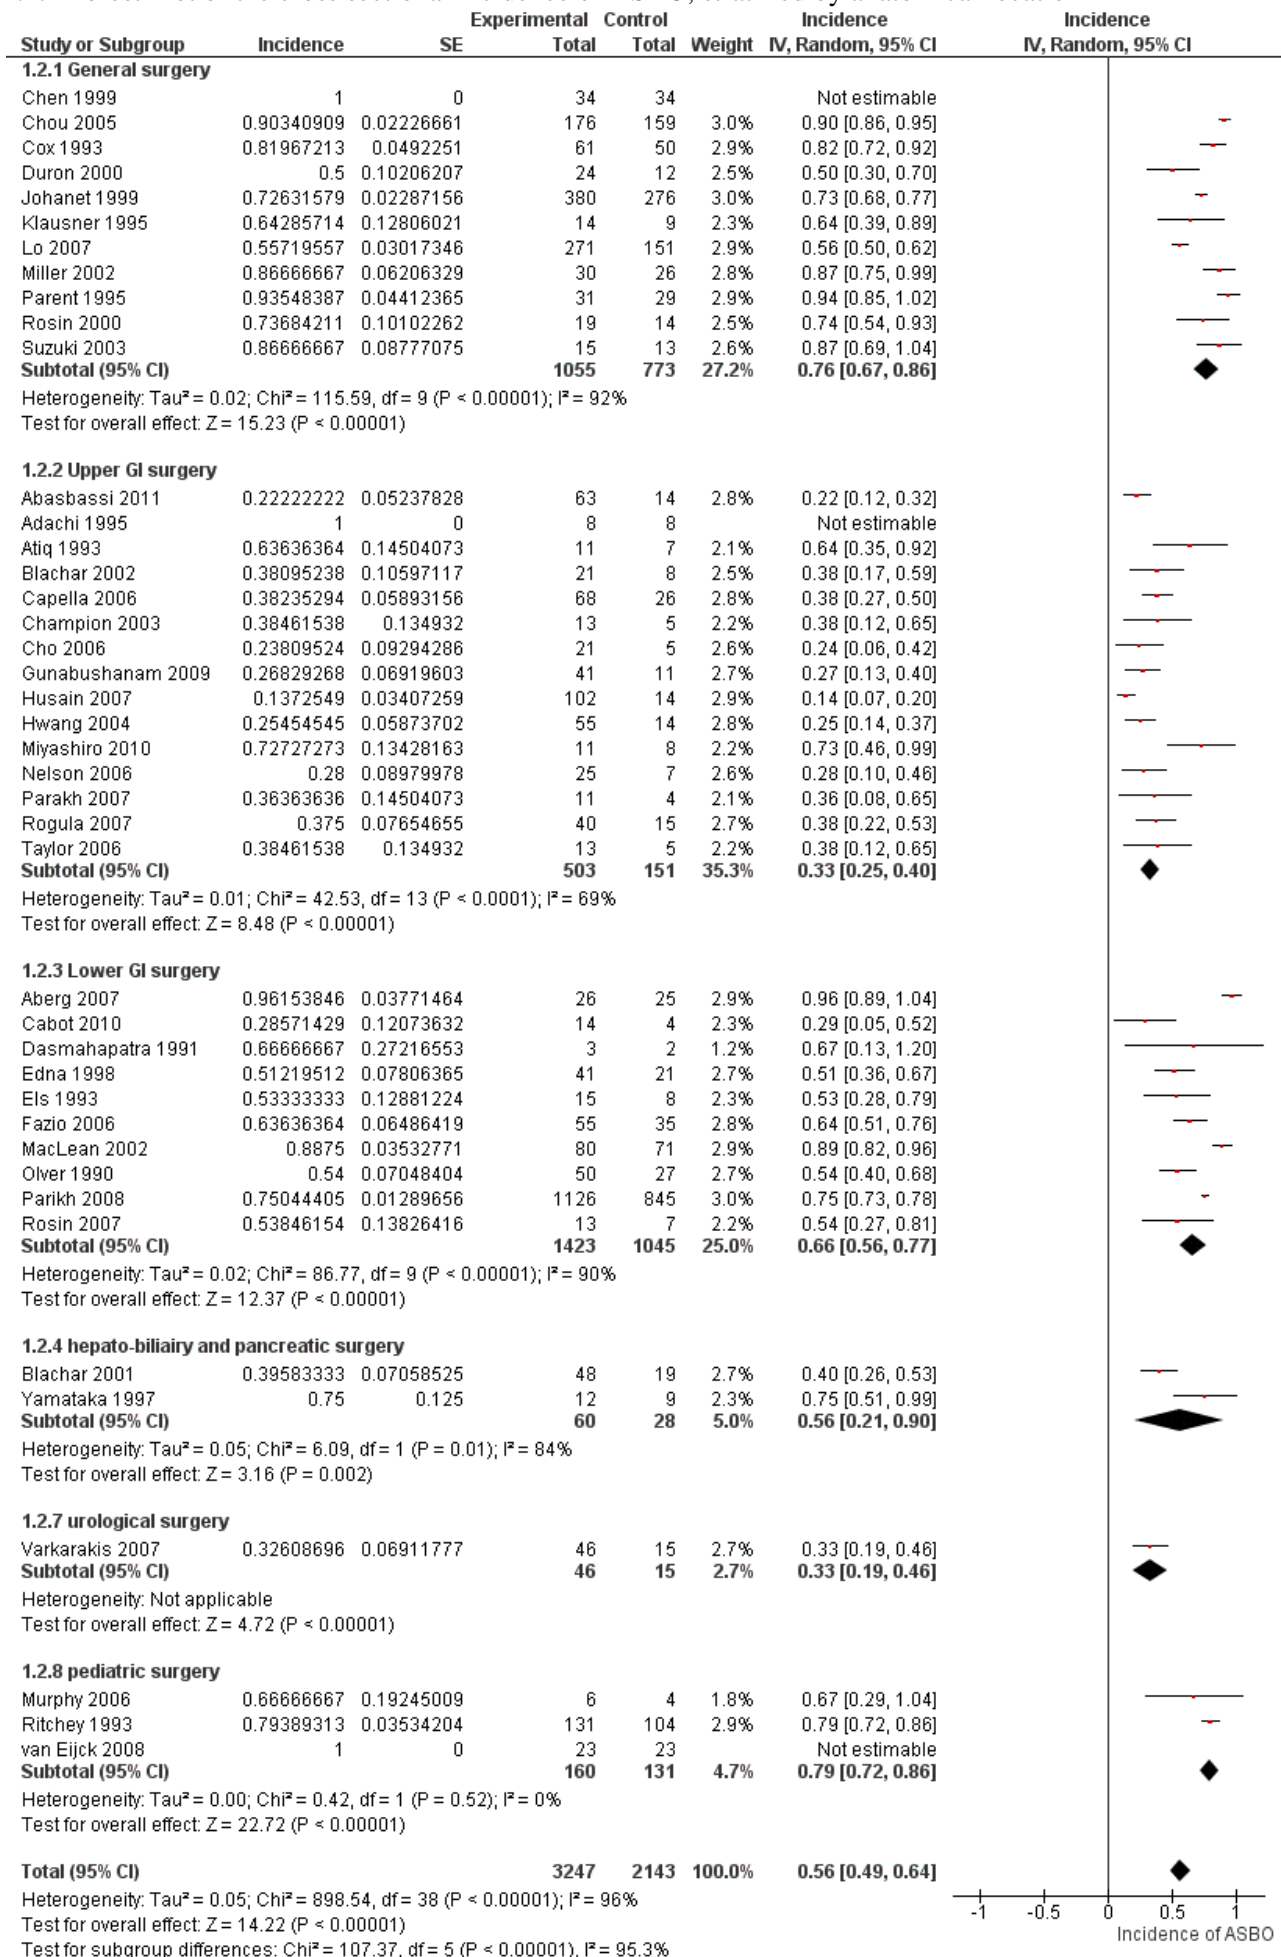 Experimental Control Incidence Incidence
Study or Subgroup Incidence SE Total Total Weight IV, Random, 95% CI IV, Random, 95% CI
1.2.1 General surgery
Chen 1999 1 0 34 34 Not estimable
Chou 2005 0.90340909 0.02226661 176 159 3.0% 0.90 [0.86, 0.95]
Cox 1993 0.81967213 0.0492251 61 50 2.9% 0.82 [0.72, 0.92]
Duron 2000 0.5 0.10206207 24 12 2.5% 0.50 [0.30, 0.70]
Johanet 1999 0.72631579 0.02287156 380 276 3.0% 0.73 [0.68, 0.77]
Klausner 1995 0.64285714 0.12806021 14 9 2.3% 0.64 [0.39, 0.89]
Lo 2007 0.55719557 0.03017346 271 151 2.9% 0.56 [0.50, 0.62]
Miller 2002 0.86666667 0.06206329 30 26 2.8% 0.87 [0.75, 0.99]
Parent 1995 0.93548387 0.04412365 31 29 2.9% 0.94 [0.85, 1.02]
Rosin 2000 0.73684211 0.10102262 19 14 2.5% 0.74 [0.54, 0.93]
Suzuki 2003 0.86666667 0.08777075 15 13 2.6% 0.87 [0.69, 1.04]
Subtotal (95% CI) 1055 773 27.2% 0.76 [0.67, 0.86]
Heterogeneity: Tau² = 0.02; Chi² = 115.59, df = 9 (P < 0.00001); I² = 92%
Test for overall effect: Z = 15.23 (P < 0.00001)
1.2.2 Upper GI surgery
Abasbassi 2011 0.22222222 0.05237828 63 14 2.8% 0.22 [0.12, 0.32]
Adachi 1995 1 0 8 8 Not estimable
Atiq 1993 0.63636364 0.14504073 11 7 2.1% 0.64 [0.35, 0.92]
Blachar 2002 0.38095238 0.10597117 21 8 2.5% 0.38 [0.17, 0.59]
Capella 2006 0.38235294 0.05893156 68 26 2.8% 0.38 [0.27, 0.50]
Champion 2003 0.38461538 0.134932 13 5 2.2% 0.38 [0.12, 0.65]
Cho 2006 0.23809524 0.09294286 21 5 2.6% 0.24 [0.06, 0.42]
Gunabushanam 2009 0.26829268 0.06919603 41 11 2.7% 0.27 [0.13, 0.40]
Husain 2007 0.1372549 0.03407259 102 14 2.9% 0.14 [0.07, 0.20]
Hwang 2004 0.25454545 0.05873702 55 14 2.8% 0.25 [0.14, 0.37]
Miyashiro 2010 0.72727273 0.13428163 11 8 2.2% 0.73 [0.46, 0.99]
Nelson 2006 0.28 0.08979978 25 7 2.6% 0.28 [0.10, 0.46]
Parakh 2007 0.36363636 0.14504073 11 4 2.1% 0.36 [0.08, 0.65]
Rogula 2007 0.375 0.07654655 40 15 2.7% 0.38 [0.22, 0.53]
Taylor 2006 0.38461538 0.134932 13 5 2.2% 0.38 [0.12, 0.65]
Subtotal (95% CI) 503 151 35.3% 0.33 [0.25, 0.40]
Heterogeneity: Tau² = 0.01; Chi² = 42.53, df = 13 (P < 0.0001); I² = 69%
Test for overall effect: Z = 8.48 (P < 0.00001)
1.2.3 Lower GI surgery
Aberg 2007 0.96153846 0.03771464 26 25 2.9% 0.96 [0.89, 1.04]
Cabot 2010 0.28571429 0.12073632 14 4 2.3% 0.29 [0.05, 0.52]
Dasmahapatra 1991 0.66666667 0.27216553 3 2 1.2% 0.67 [0.13, 1.20]
Edna 1998 0.51219512 0.07806365 41 21 2.7% 0.51 [0.36, 0.67]
Els 1993 0.53333333 0.12881224 15 8 2.3% 0.53 [0.28, 0.79]
Fazio 2006 0.63636364 0.06486419 55 35 2.8% 0.64 [0.51, 0.76]
MacLean 2002 0.8875 0.03532771 80 71 2.9% 0.89 [0.82, 0.96]
Olver 1990 0.54 0.07048404 50 27 2.7% 0.54 [0.40, 0.68]
Parikh 2008 0.75044405 0.01289656 1126 845 3.0% 0.75 [0.73, 0.78]
Rosin 2007 0.53846154 0.13826416 13 7 2.2% 0.54 [0.27, 0.81]
Subtotal (95% CI) 1423 1045 25.0% 0.66 [0.56, 0.77]
Heterogeneity: Tau² = 0.02; Chi² = 86.77, df = 9 (P < 0.00001); I² = 90%
Test for overall effect: Z = 12.37 (P < 0.00001)
1.2.4 hepato-biliairy and pancreatic surgery
Blachar 2001 0.39583333 0.07058525 48 19 2.7% 0.40 [0.26, 0.53]
Yamataka 1997 0.75 0.125 12 9 2.3% 0.75 [0.51, 0.99]
Subtotal (95% CI) 60 28 5.0% 0.56 [0.21, 0.90]
Heterogeneity: Tau² = 0.05; Chi² = 6.09, df = 1 (P = 0.01); I² = 84%
Test for overall effect: Z = 3.16 (P = 0.002)
1.2.7 urological surgery
Varkarakis 2007 0.32608696 0.06911777 46 15 2.7% 0.33 [0.19, 0.46]
Subtotal (95% CI) 46 15 2.7% 0.33 [0.19, 0.46]
Heterogeneity: Not applicable
Test for overall effect: Z = 4.72 (P < 0.00001)
1.2.8 pediatric surgery
Murphy 2006 0.66666667 0.19245009 6 4 1.8% 0.67 [0.29, 1.04]
Ritchey 1993 0.79389313 0.03534204 131 104 2.9% 0.79 [0.72, 0.86]
van Eijck 2008 1 0 23 23 Not estimable
Subtotal (95% CI) 160 131 4.7% 0.79 [0.72, 0.86]
Heterogeneity: Tau² = 0.00; Chi² = 0.42, df = 1 (P = 0.52); I² = 0%
Test for overall effect: Z = 22.72 (P < 0.00001)
Total (95% CI) 3247 2143 100.0% 0.56 [0.49, 0.64]
Heterogeneity: Tau² = 0.05; Chi² = 898.54, df = 38 (P < 0.00001); I² = 96%
Test for overall effect: Z = 14.22 (P < 0.00001)
Test for subgroup differences: Chi² = 107.37, df = 5 (P < 0.00001), I² = 95.3%
-1 -0.5 0 0.5 1
Incidence of ASBO